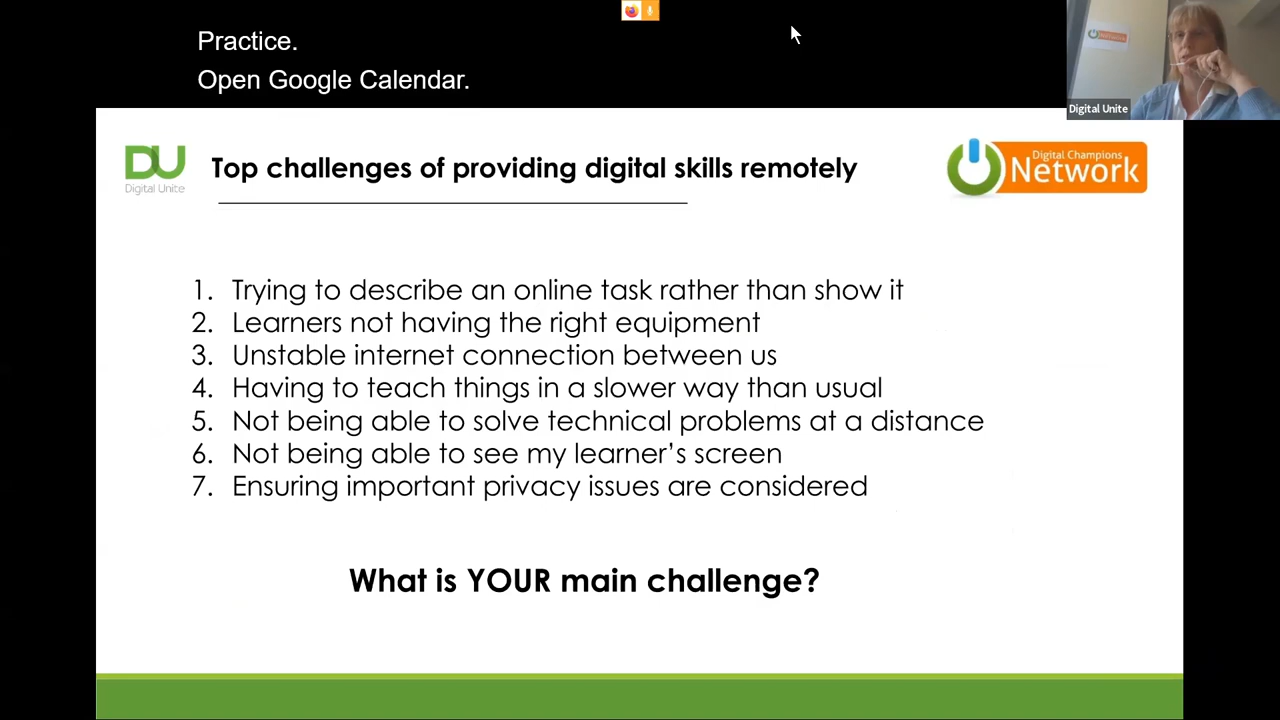 Practice.
Open Google Calendar.
Digital Unite
DU
Digital Unite
Top challenges of providing digital skills remotely
Digital Champions
Network
1. Trying to describe an online task rather than show it
2. Learners not having the right equipment
3. Unstable internet connection between us
4. Having to teach things in a slower way than usual
5. Not being able to solve technical problems at a distance
6. Not being able to see my learner’s screen
7. Ensuring important privacy issues are considered
What is YOUR main challenge?